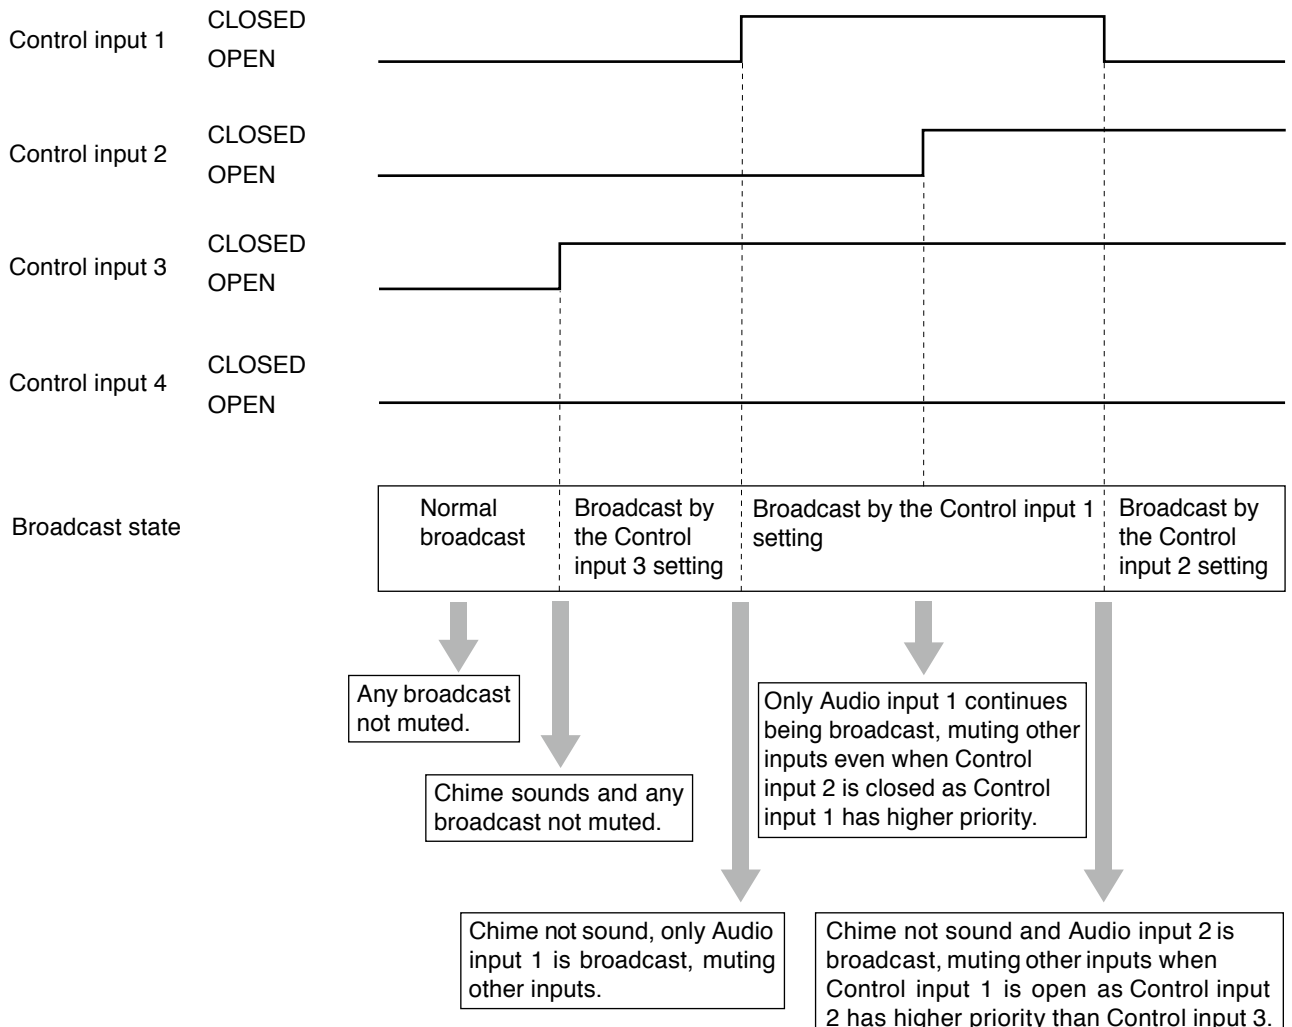 Control input 1
CLOSED
OPEN
Control input 2
CLOSED
OPEN
Control input 3
CLOSED
OPEN
Control input 4
CLOSED
OPEN
Broadcast state
Normal
broadcast
Broadcast by
the Control
input 3 setting
Broadcast by the Control input 1
setting
Broadcast by
the Control
input 2 setting
Any broadcast
not muted.
Chime sounds and any
broadcast not muted.
Only Audio input 1 continues
being broadcast, muting other
inputs even when Control
input 2 is closed as Control
input 1 has higher priority.
Chime not sound, only Audio
input 1 is broadcast, muting
other inputs.
Chime not sound and Audio input 2 is
broadcast, muting other inputs when
Control input 1 is open as Control input
2 has higher priority than Control input 3.